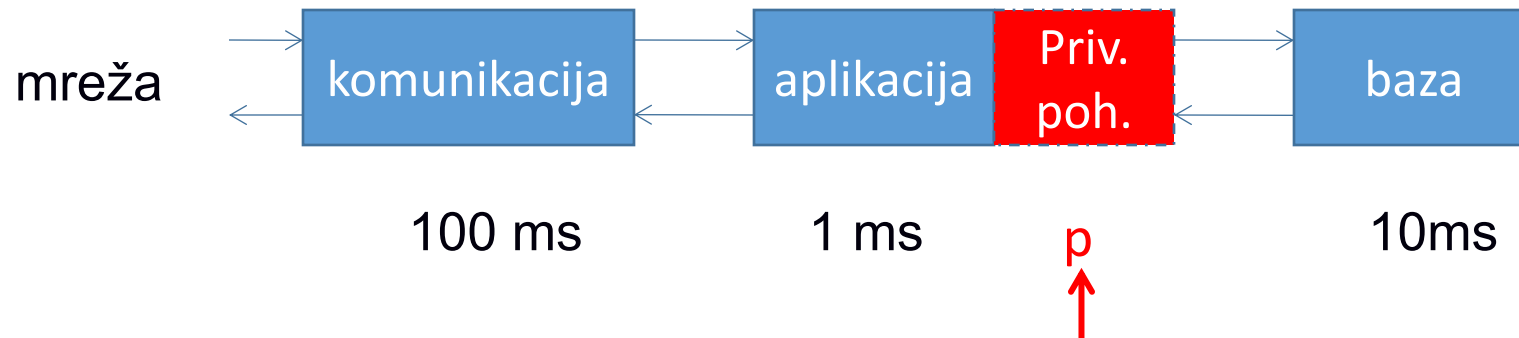 mreža
komunikacija
aplikacija
Priv.
poh.
baza
100 ms
1 ms
p
10ms